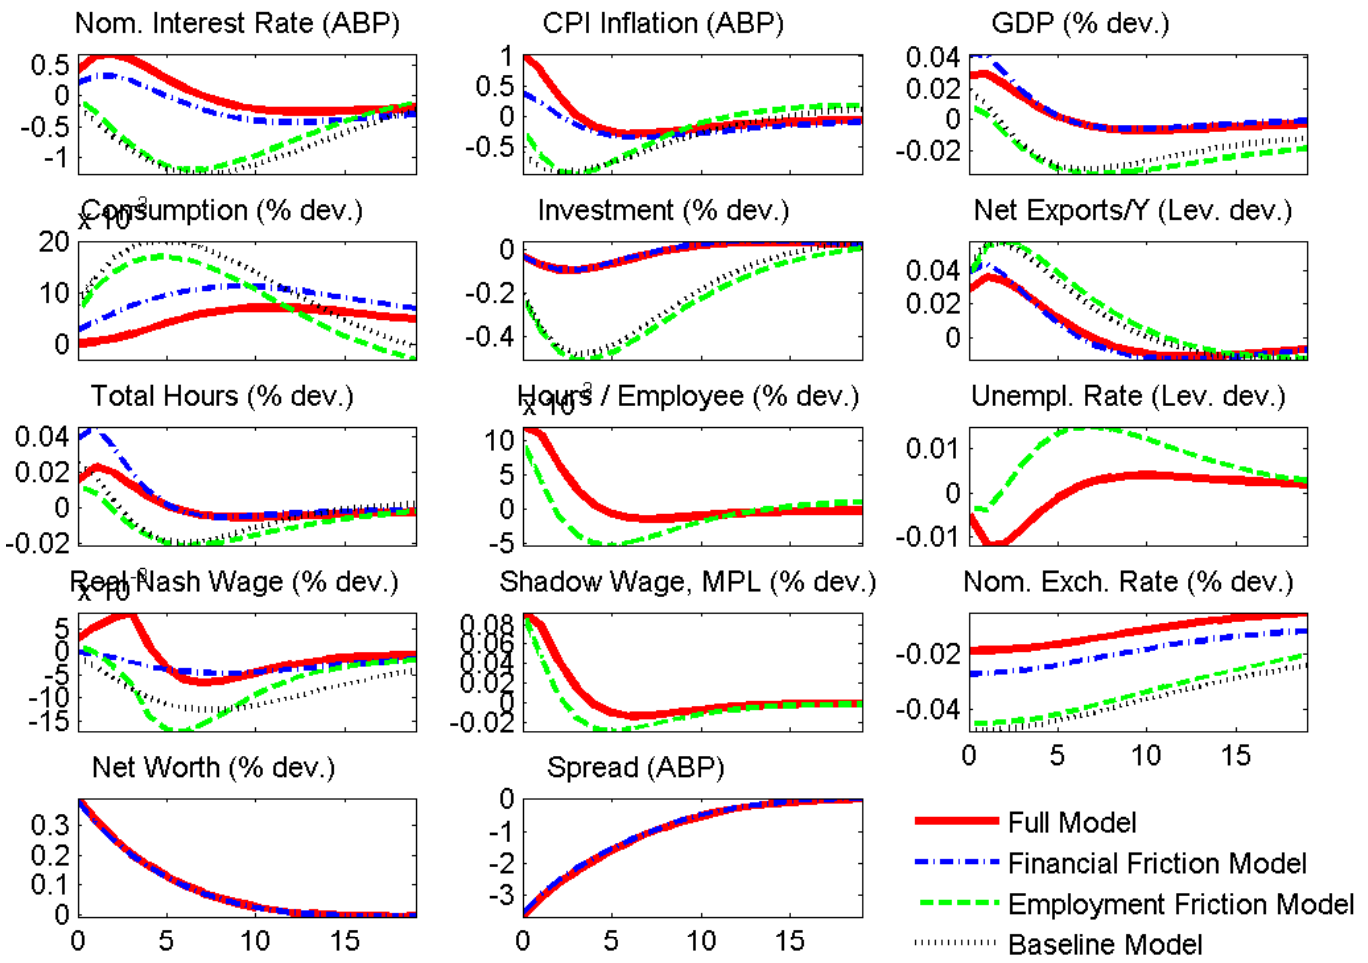 Nom. Interest Rate (ABP)
0.5
0
-0.5
-1
CPI Inflation (ABP)
1
0.5
0
-0.5
GDP (% dev.)
0.04
0.02
0
-0.02
Consumption (% dev.)
x 10-3
20
10
0
Investment (% dev.)
0
-0.2
-0.4
Net Exports/Y (Lev. dev.)
0.04
0.02
0
Total Hours (% dev.)
0.04
0.02
0
-0.02
Hours / Employee (% dev.)
x 10-3
10
5
0
-5
Unempl. Rate (Lev. dev.)
0.01
0
-0.01
Real Nash Wage (% dev.)
x 10-3
5
0
-5
-10
-15
Shadow Wage, MPL (% dev.)
0.08
0.06
0.04
0.02
0
-0.02
Nom. Exch. Rate (% dev.)
-0.02
-0.04
0 5 10 15
Net Worth (% dev.)
0.3
0.2
0.1
0
0 5 10 15
Spread (ABP)
0
-1
-2
-3
0 5 10 15
Full Model
Financial Friction Model
Employment Friction Model
Baseline Model